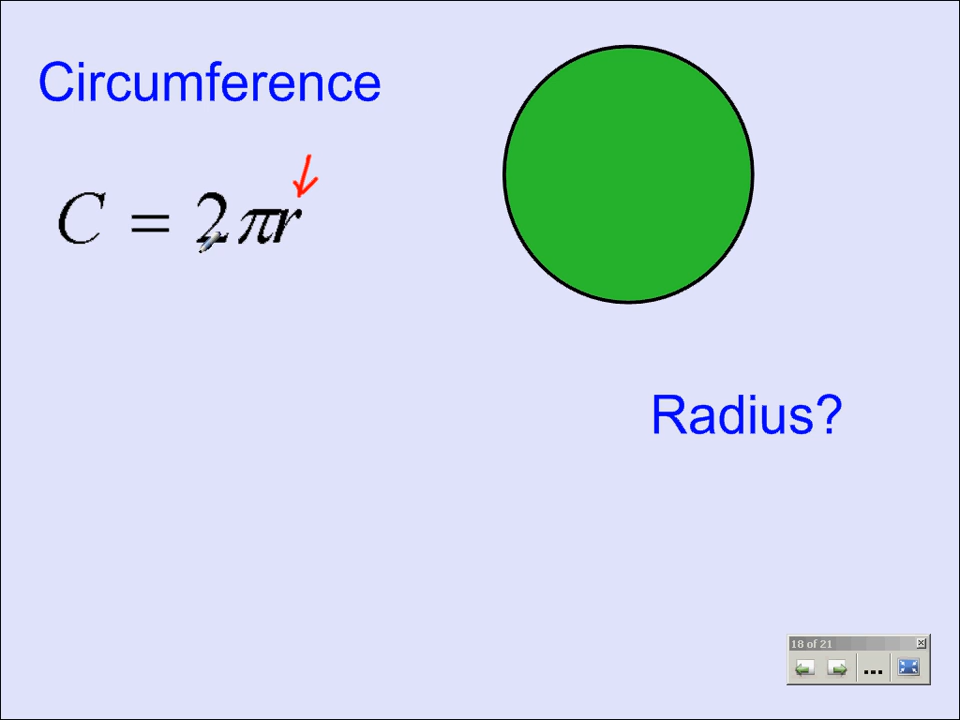 Circumference
C = 2πr
Radius?
18 of 21
...